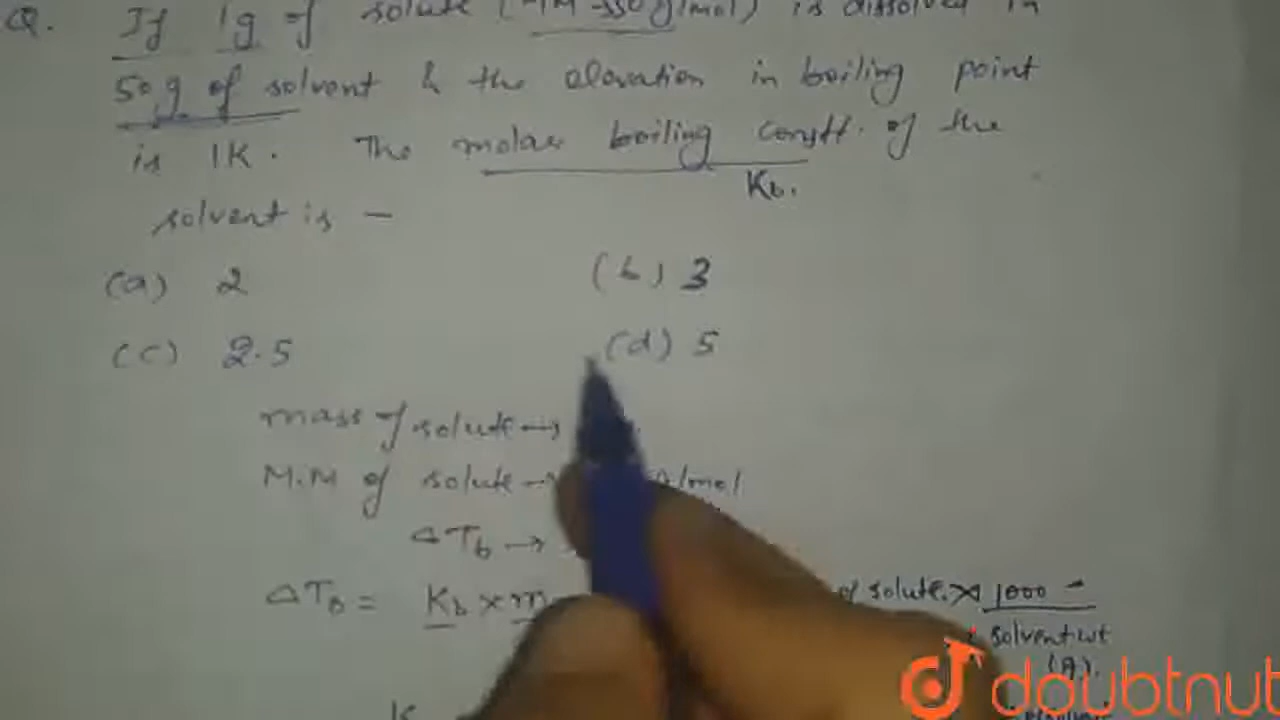 Q. If 1g of solute ( is dissolved in
50 g of solvent & the elevation in boiling point
is 1K. The molar boiling constt. of the
Kb.
solvent is —
(a) 2 (b) 3
(c) 2.5 (d) 5
mass of solute →
M.M of solute → /mol
ΔTb →
ΔTb = Kb × m of solute × 1000
solvent wt
(A).
K
doubtnut